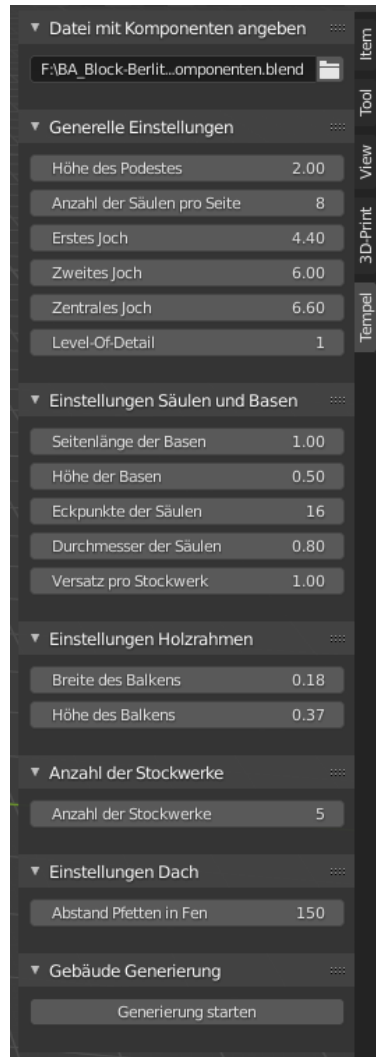 Datei mit Komponenten angeben
F:\BA_Block-Berlit...omponenten.blend
Generelle Einstellungen
Höhe des Podestes 2.00
Anzahl der Säulen pro Seite 8
Erstes Joch 4.40
Zweites Joch 6.00
Zentrales Joch 6.60
Level-Of-Detail 1
Einstellungen Säulen und Basen
Seitenlänge der Basen 1.00
Höhe der Basen 0.50
Eckpunkte der Säulen 16
Durchmesser der Säulen 0.80
Versatz pro Stockwerk 1.00
Einstellungen Holzrahmen
Breite des Balkens 0.18
Höhe des Balkens 0.37
Anzahl der Stockwerke
Anzahl der Stockwerke 5
Einstellungen Dach
Abstand Pfetten in Fen 150
Gebäude Generierung
Generierung starten
Item
Tool
View
3D-Print
Tempel